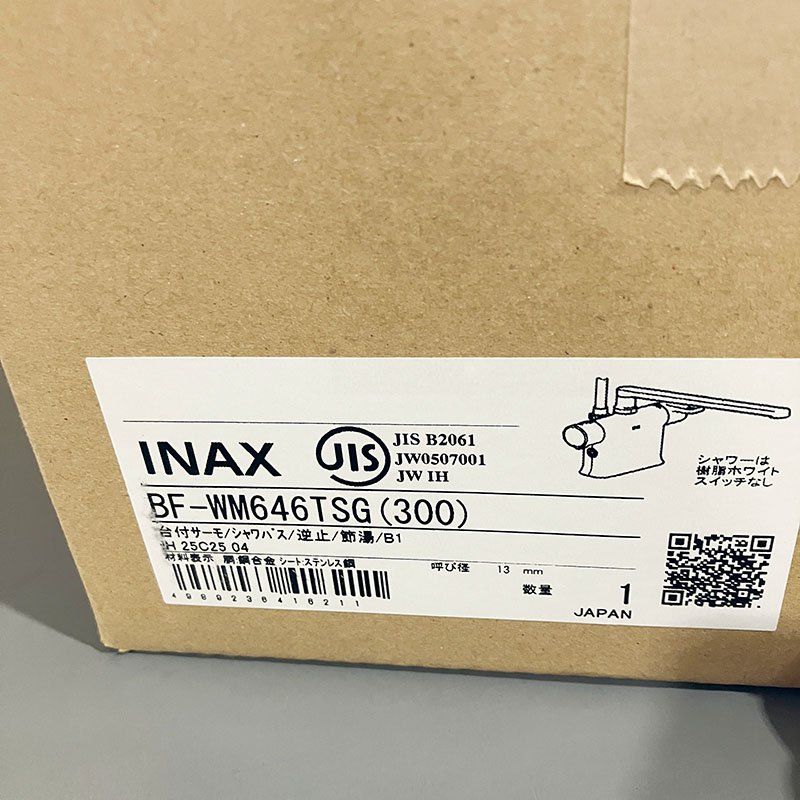 INAX
JIS
JIS B2061
JW0507001
JW IH
シャワーは
樹脂ホワイト
スイッチなし
BF-WM646TSG(300)
台付サーモ/シャワバス/逆止/節湯/B1
H 25C25 04
材料表示 胴:銅合金 シート:ステンレス鋼 呼び径 13 mm
4989236416211
数量 1
JAPAN